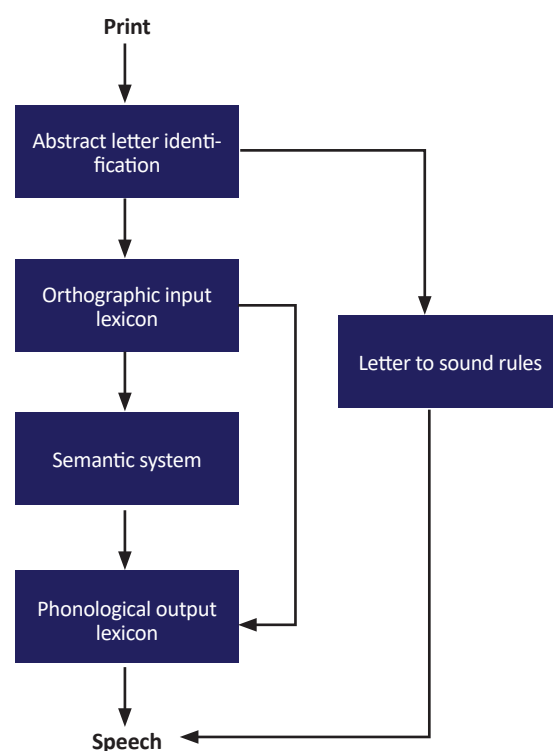 Print
Abstract letter identi-
fication
Orthographic input
lexicon
Letter to sound rules
Semantic system
Phonological output
lexicon
Speech